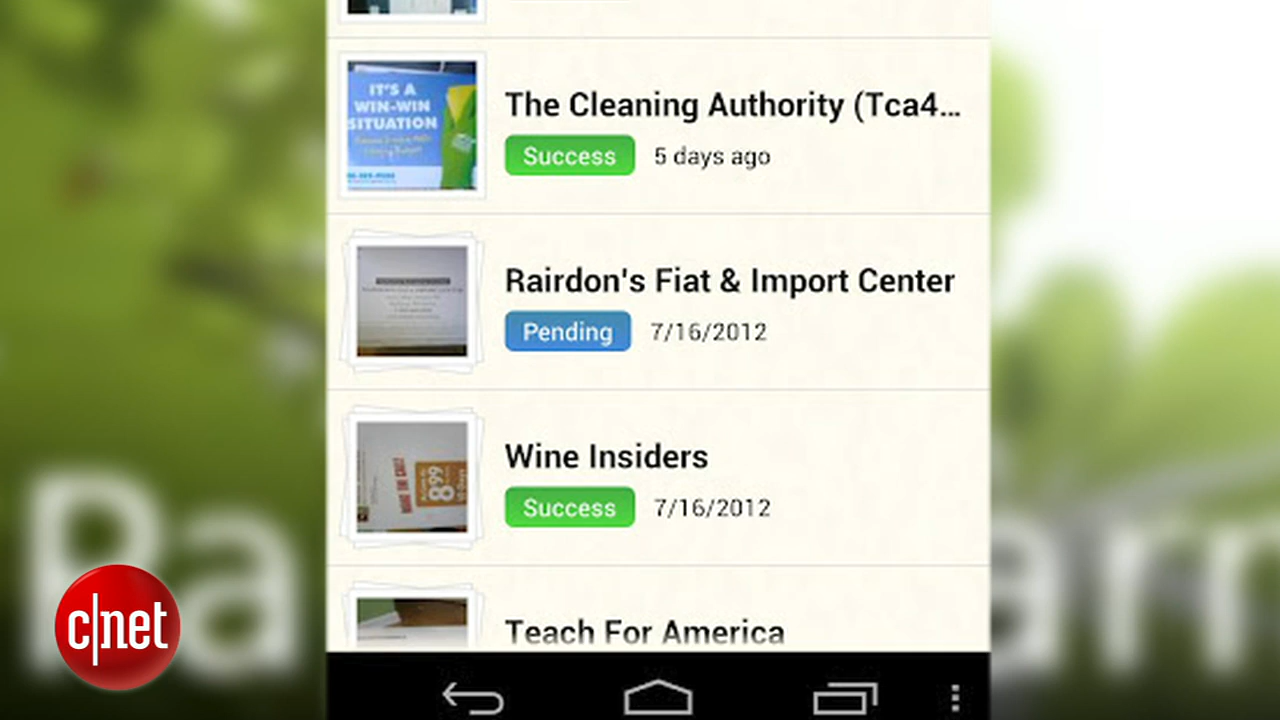 IT'S A
WIN-WIN
SITUATION
The Cleaning Authority (Tca4...
Success
5 days ago
Rairdon's Fiat & Import Center
Pending
7/16/2012
8.99
Wine Insiders
Success
7/16/2012
Teach For America
c|net